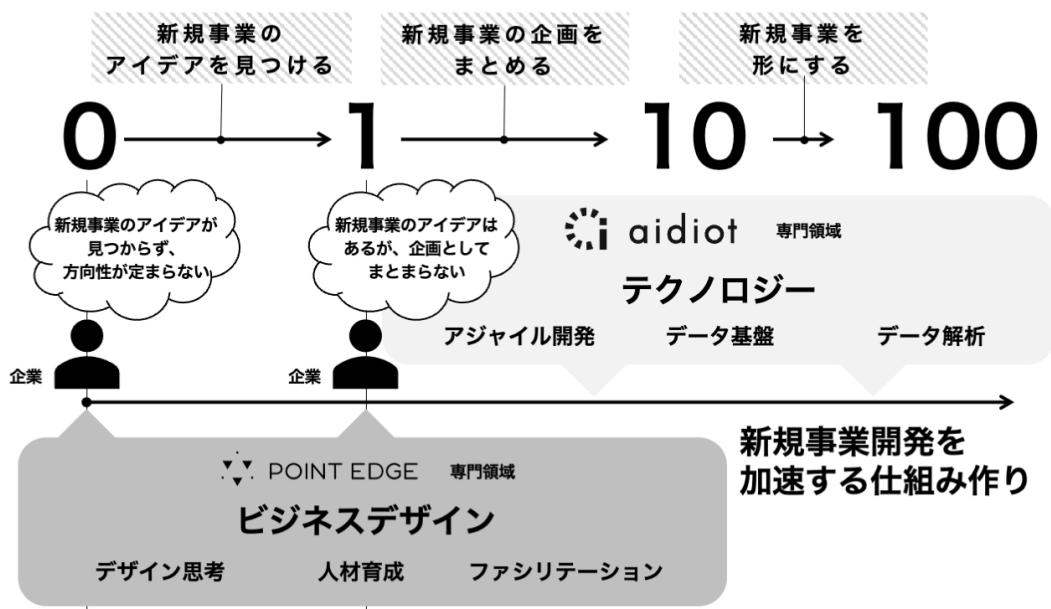 新規事業の
アイデアを見つける
新規事業の企画を
まとめる
新規事業を
形にする
0
1
10
100
新規事業のアイデアが
見つからず、
方向性が定まらない
新規事業のアイデアは
あるが、企画として
まとまらない
aidiot 専門領域
テクノロジー
アジャイル開発 データ基盤 データ解析
企業
企業
新規事業開発を
加速する仕組み作り
POINT EDGE 専門領域
ビジネスデザイン
デザイン思考 人材育成 ファシリテーション